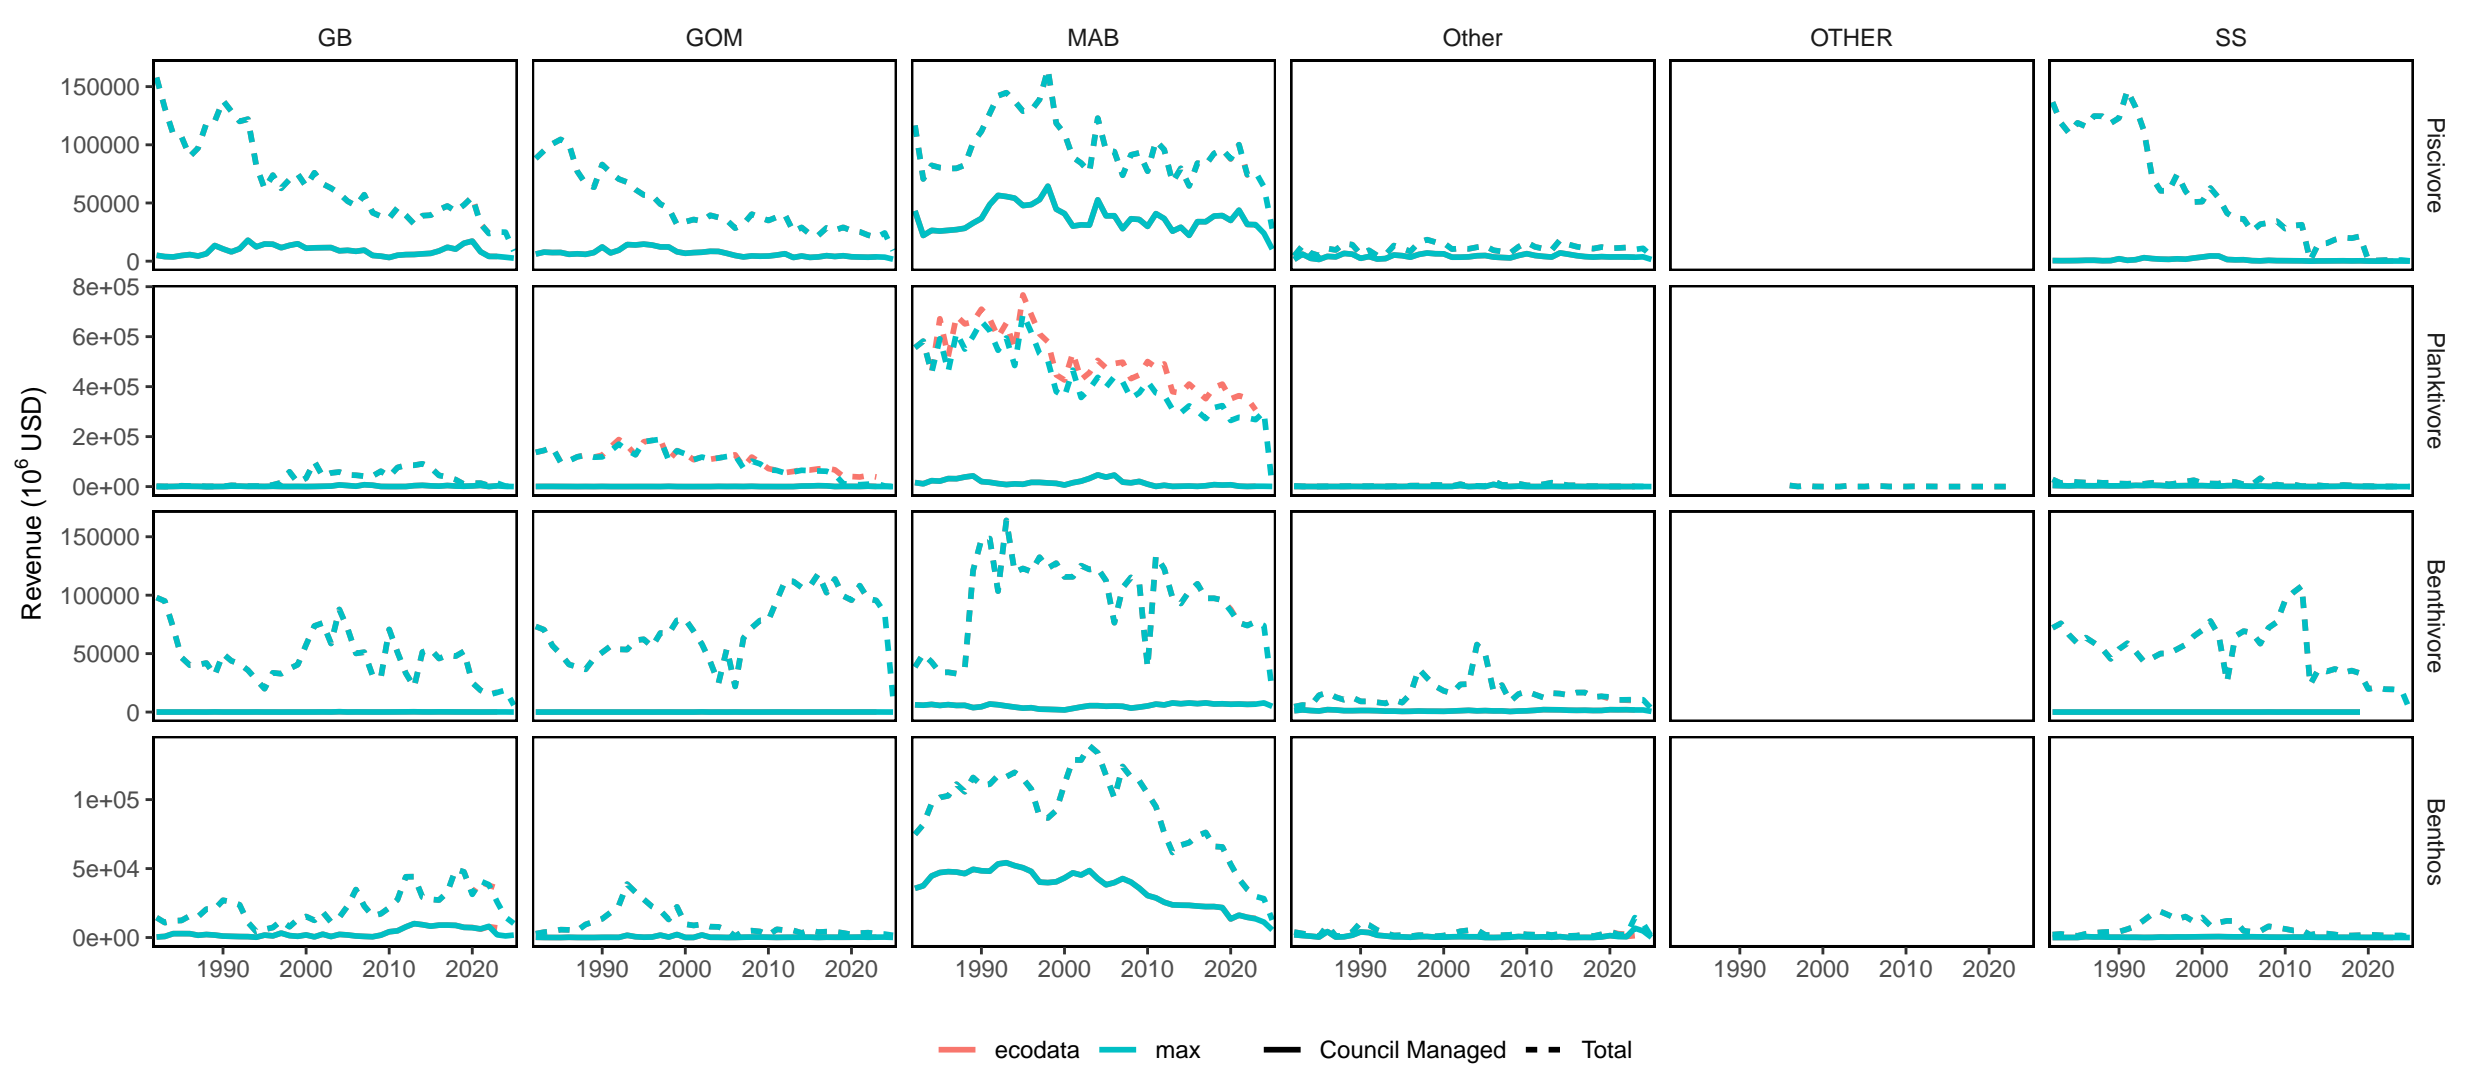 GB GOM MAB Other OTHER SS
150000
100000
50000
0
Piscivore
8e+05
6e+05
4e+05
2e+05
0e+00
Planktivore
150000
100000
50000
0
Benthivore
1e+05
5e+04
0e+00
Benthos
Revenue (10⁶ USD)
1990 2000 2010 2020 1990 2000 2010 2020 1990 2000 2010 2020 1990 2000 2010 2020 1990 2000 2010 2020 1990 2000 2010 2020
ecodata max Council Managed Total